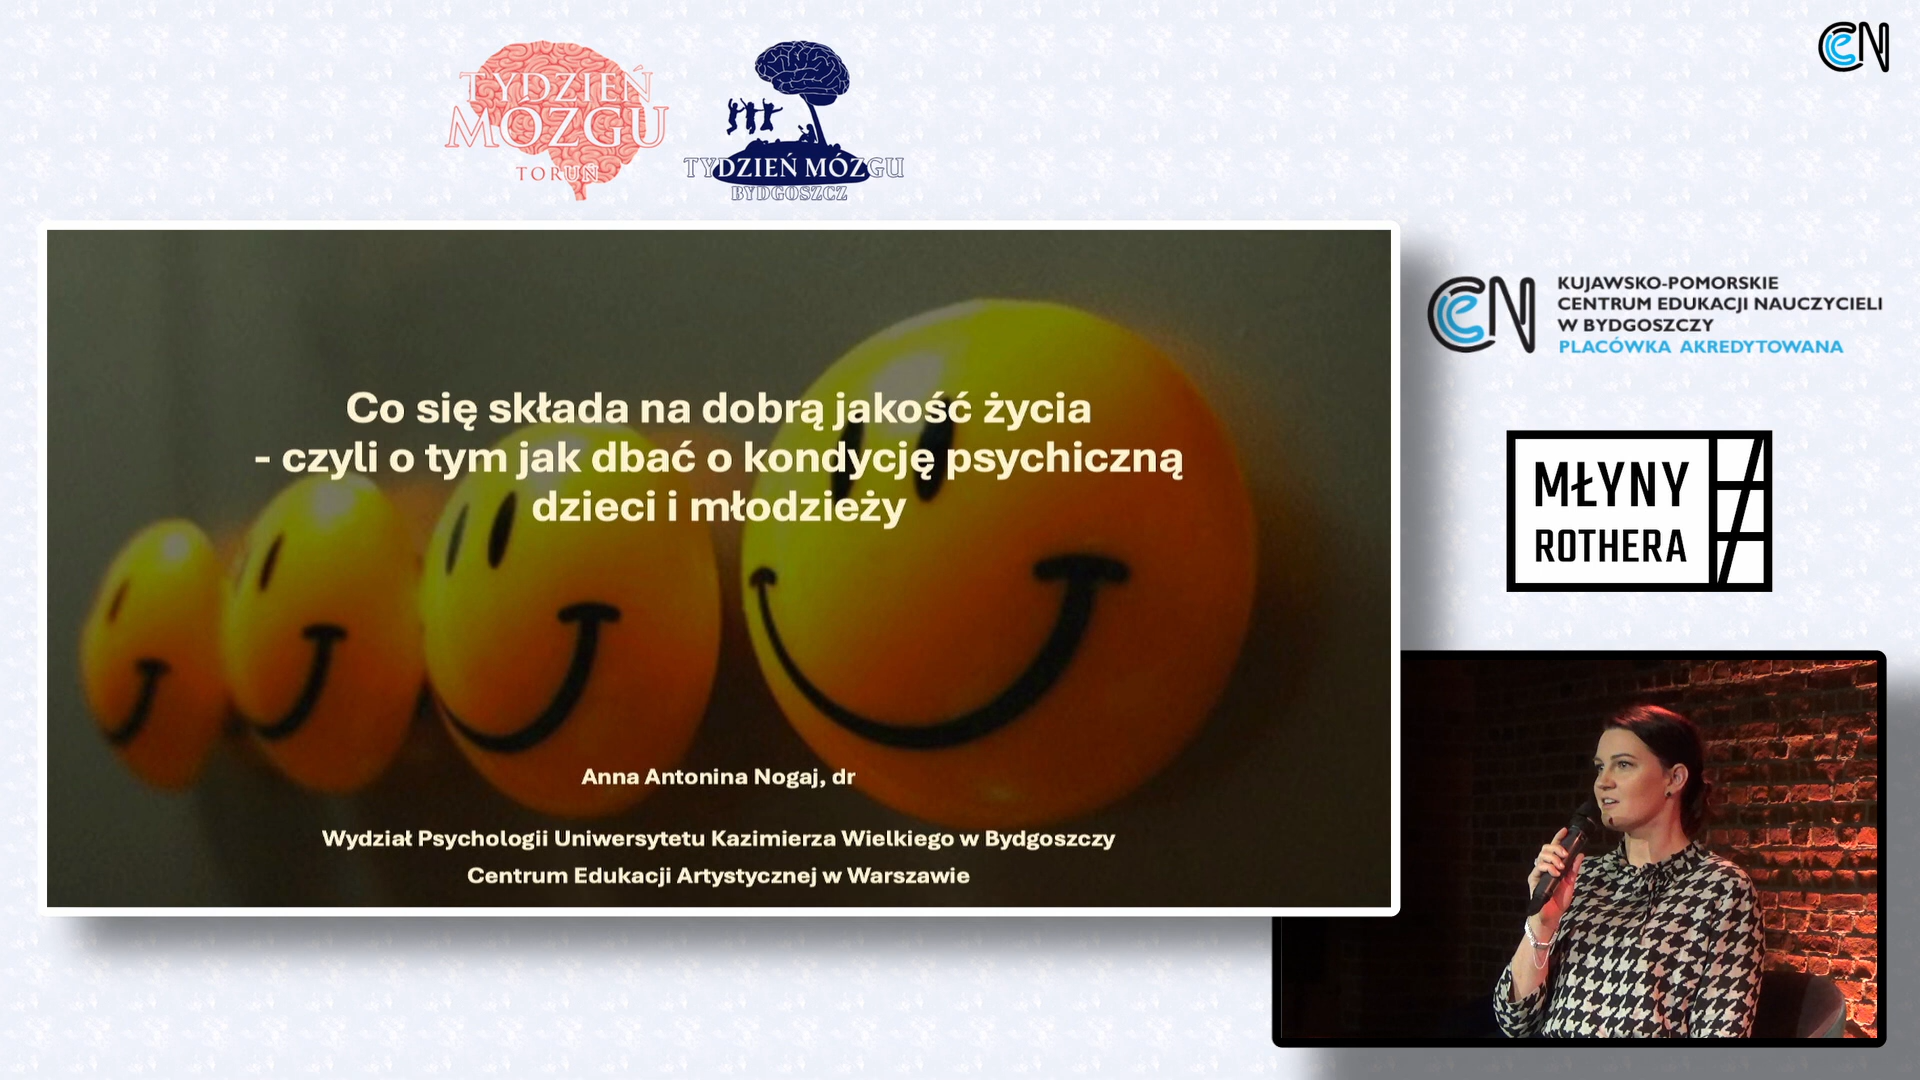 TYDZIEŃ
MÓZGU
TORUŃ
TYDZIEŃ MÓZGU
BYDGOSZCZ
CeN
Co się składa na dobrą jakość życia
- czyli o tym jak dbać o kondycję psychiczną
dzieci i młodzieży
Anna Antonina Nogaj, dr
Wydział Psychologii Uniwersytetu Kazimierza Wielkiego w Bydgoszczy
Centrum Edukacji Artystycznej w Warszawie
CeN
KUJAWSKO-POMORSKIE
CENTRUM EDUKACJI NAUCZYCIELI
W BYDGOSZCZY
PLACÓWKA AKREDYTOWANA
MŁYNY
ROTHERA